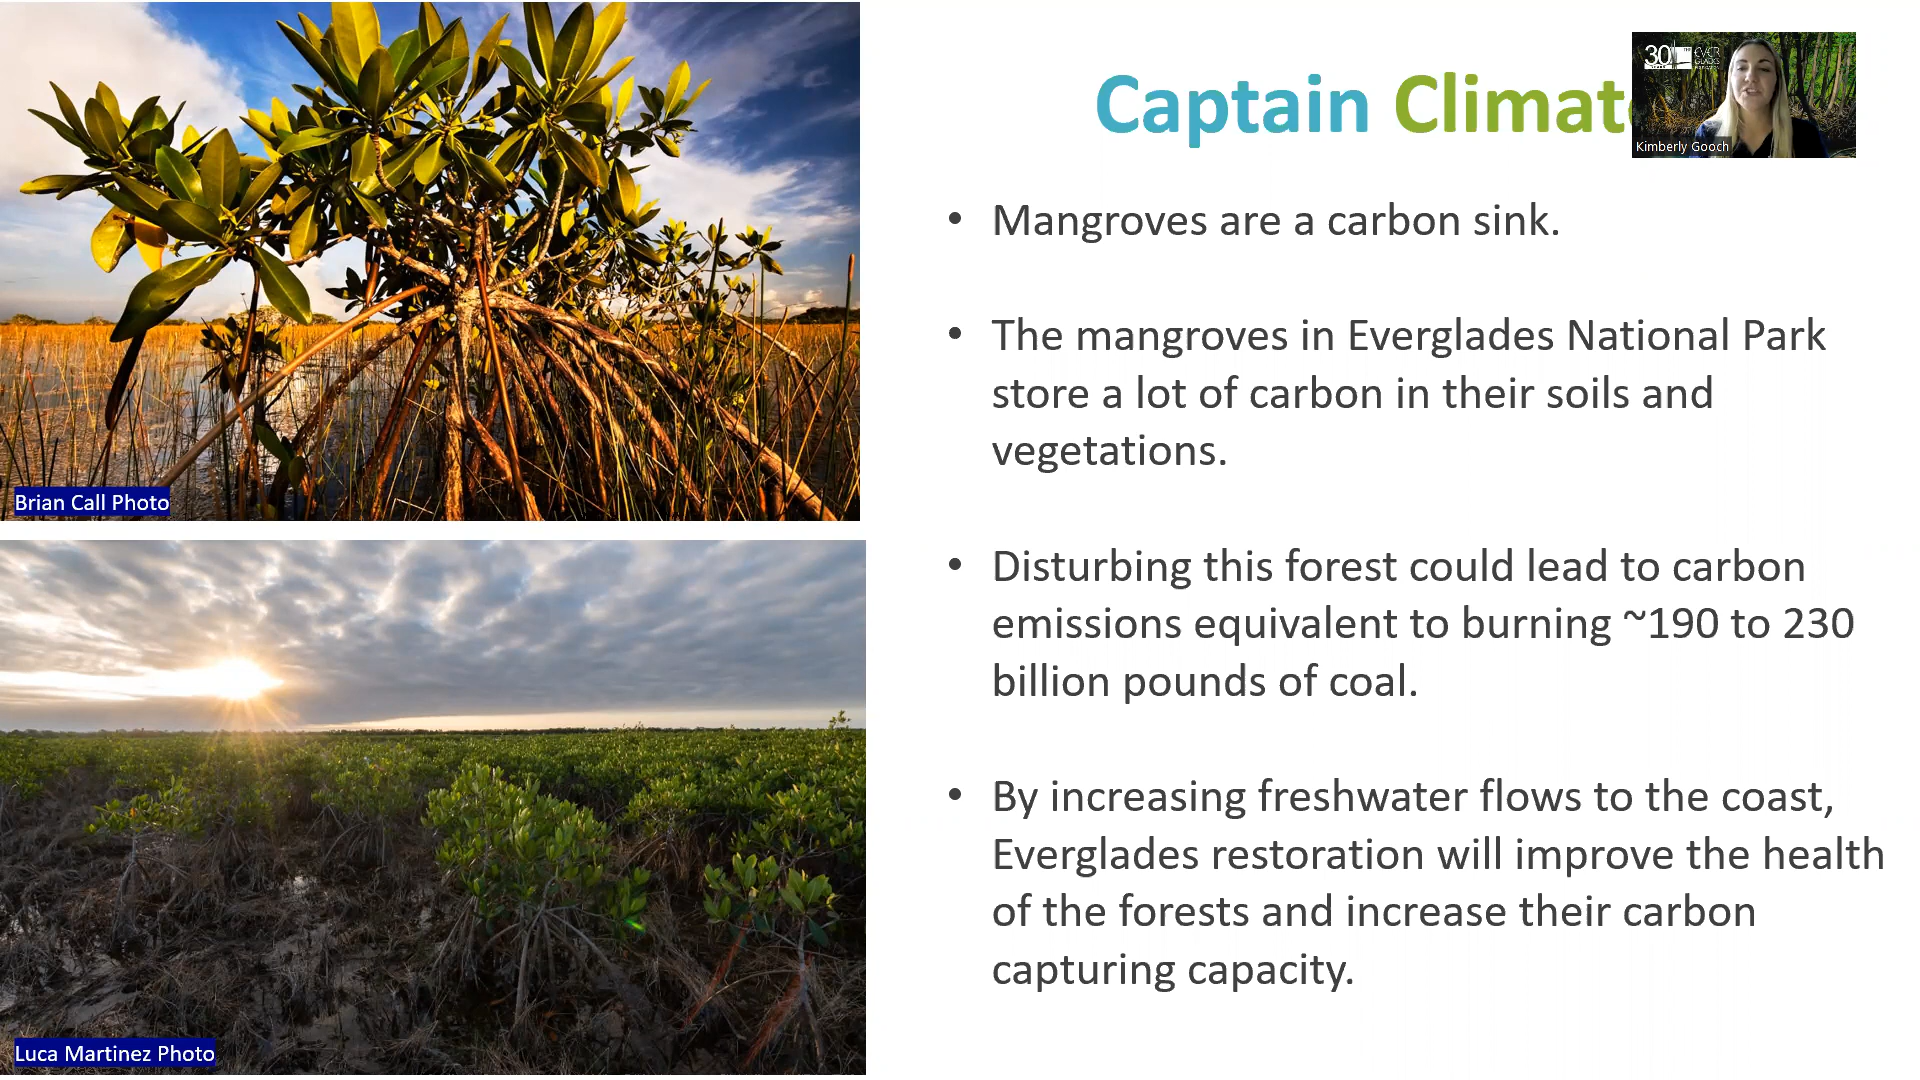 Captain Climat
30
EVER
GLADES
Kimberly Gooch
• Mangroves are a carbon sink.
• The mangroves in Everglades National Park
store a lot of carbon in their soils and
vegetations.
• Disturbing this forest could lead to carbon
emissions equivalent to burning ~190 to 230
billion pounds of coal.
• By increasing freshwater flows to the coast,
Everglades restoration will improve the health
of the forests and increase their carbon
capturing capacity.
Brian Call Photo
Luca Martinez Photo